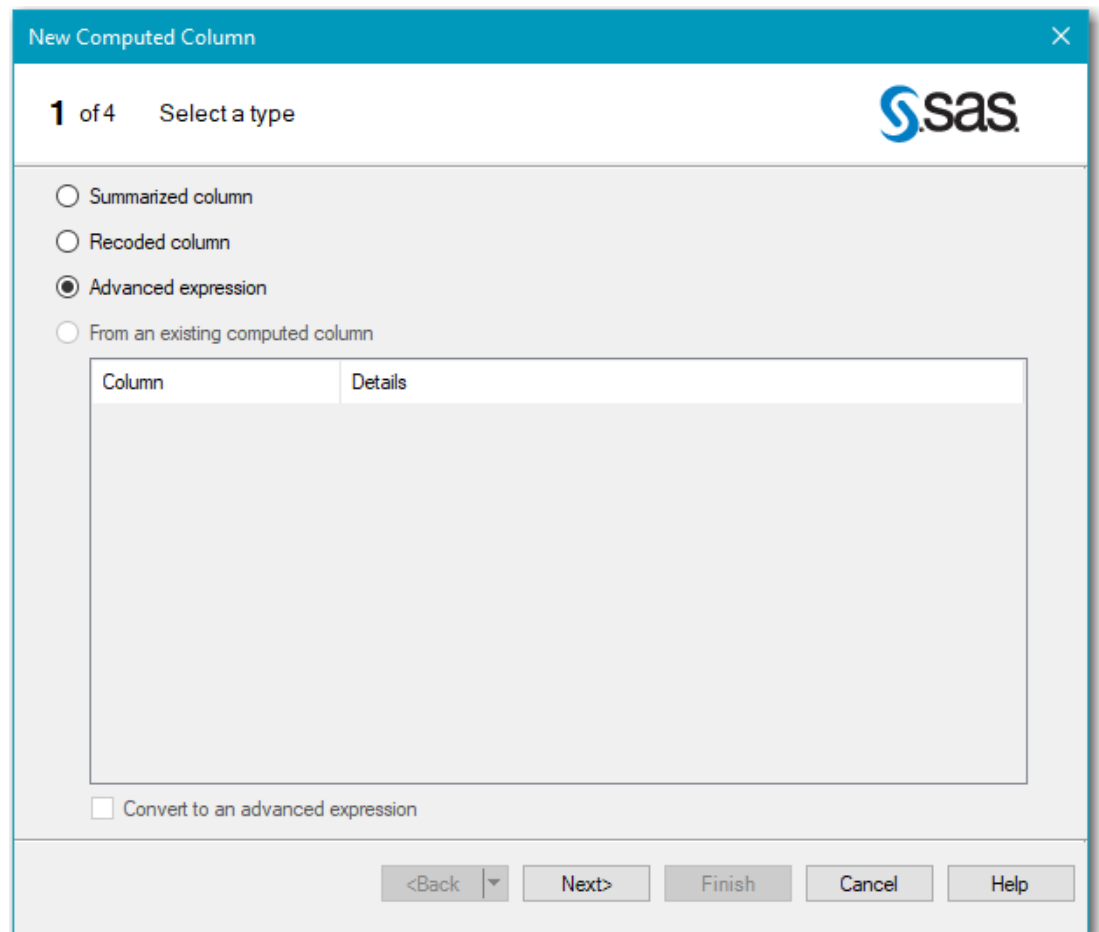 New Computed Column
1 of 4 Select a type
sas
Summarized column
Recoded column
Advanced expression
From an existing computed column
Column Details
Convert to an advanced expression
<Back Next> Finish Cancel Help